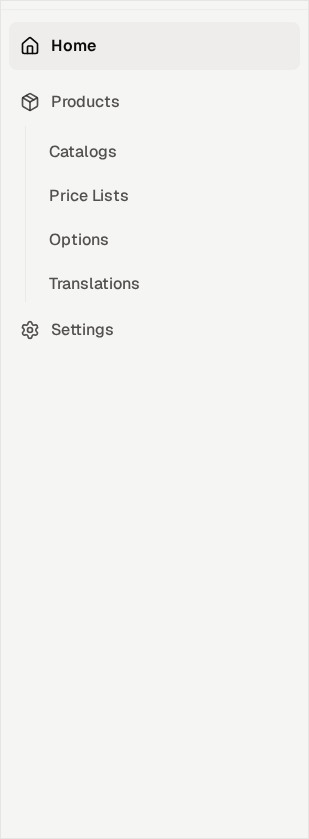 Home
Products
Catalogs
Price Lists
Options
Translations
Settings